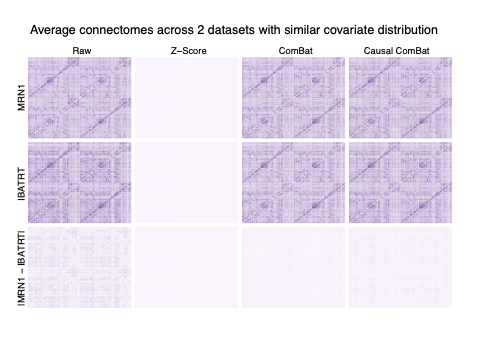 Average connectomes across 2 datasets with similar covariate distribution
Raw
Z−Score
ComBat
Causal ComBat
MRN1
IBATRT
|MRN1 − IBATRT|